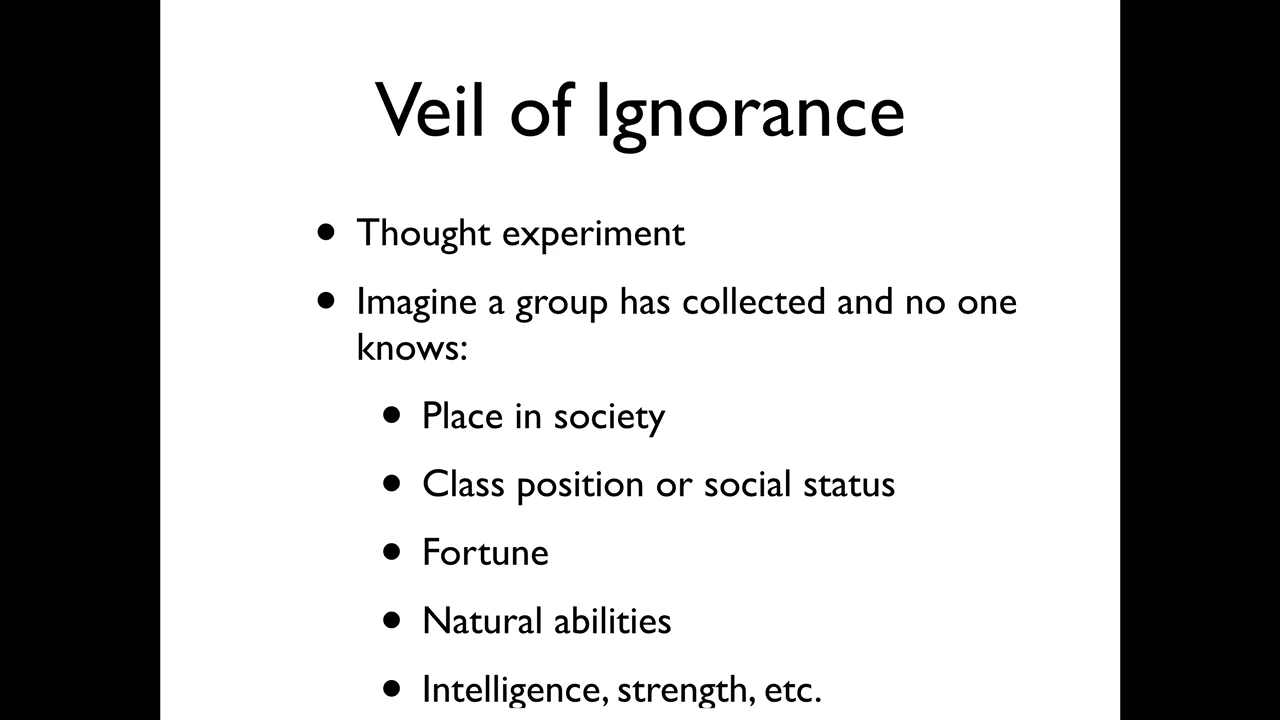 Veil of Ignorance
• Thought experiment
• Imagine a group has collected and no one
knows:
• Place in society
• Class position or social status
• Fortune
• Natural abilities
• Intelligence, strength, etc.